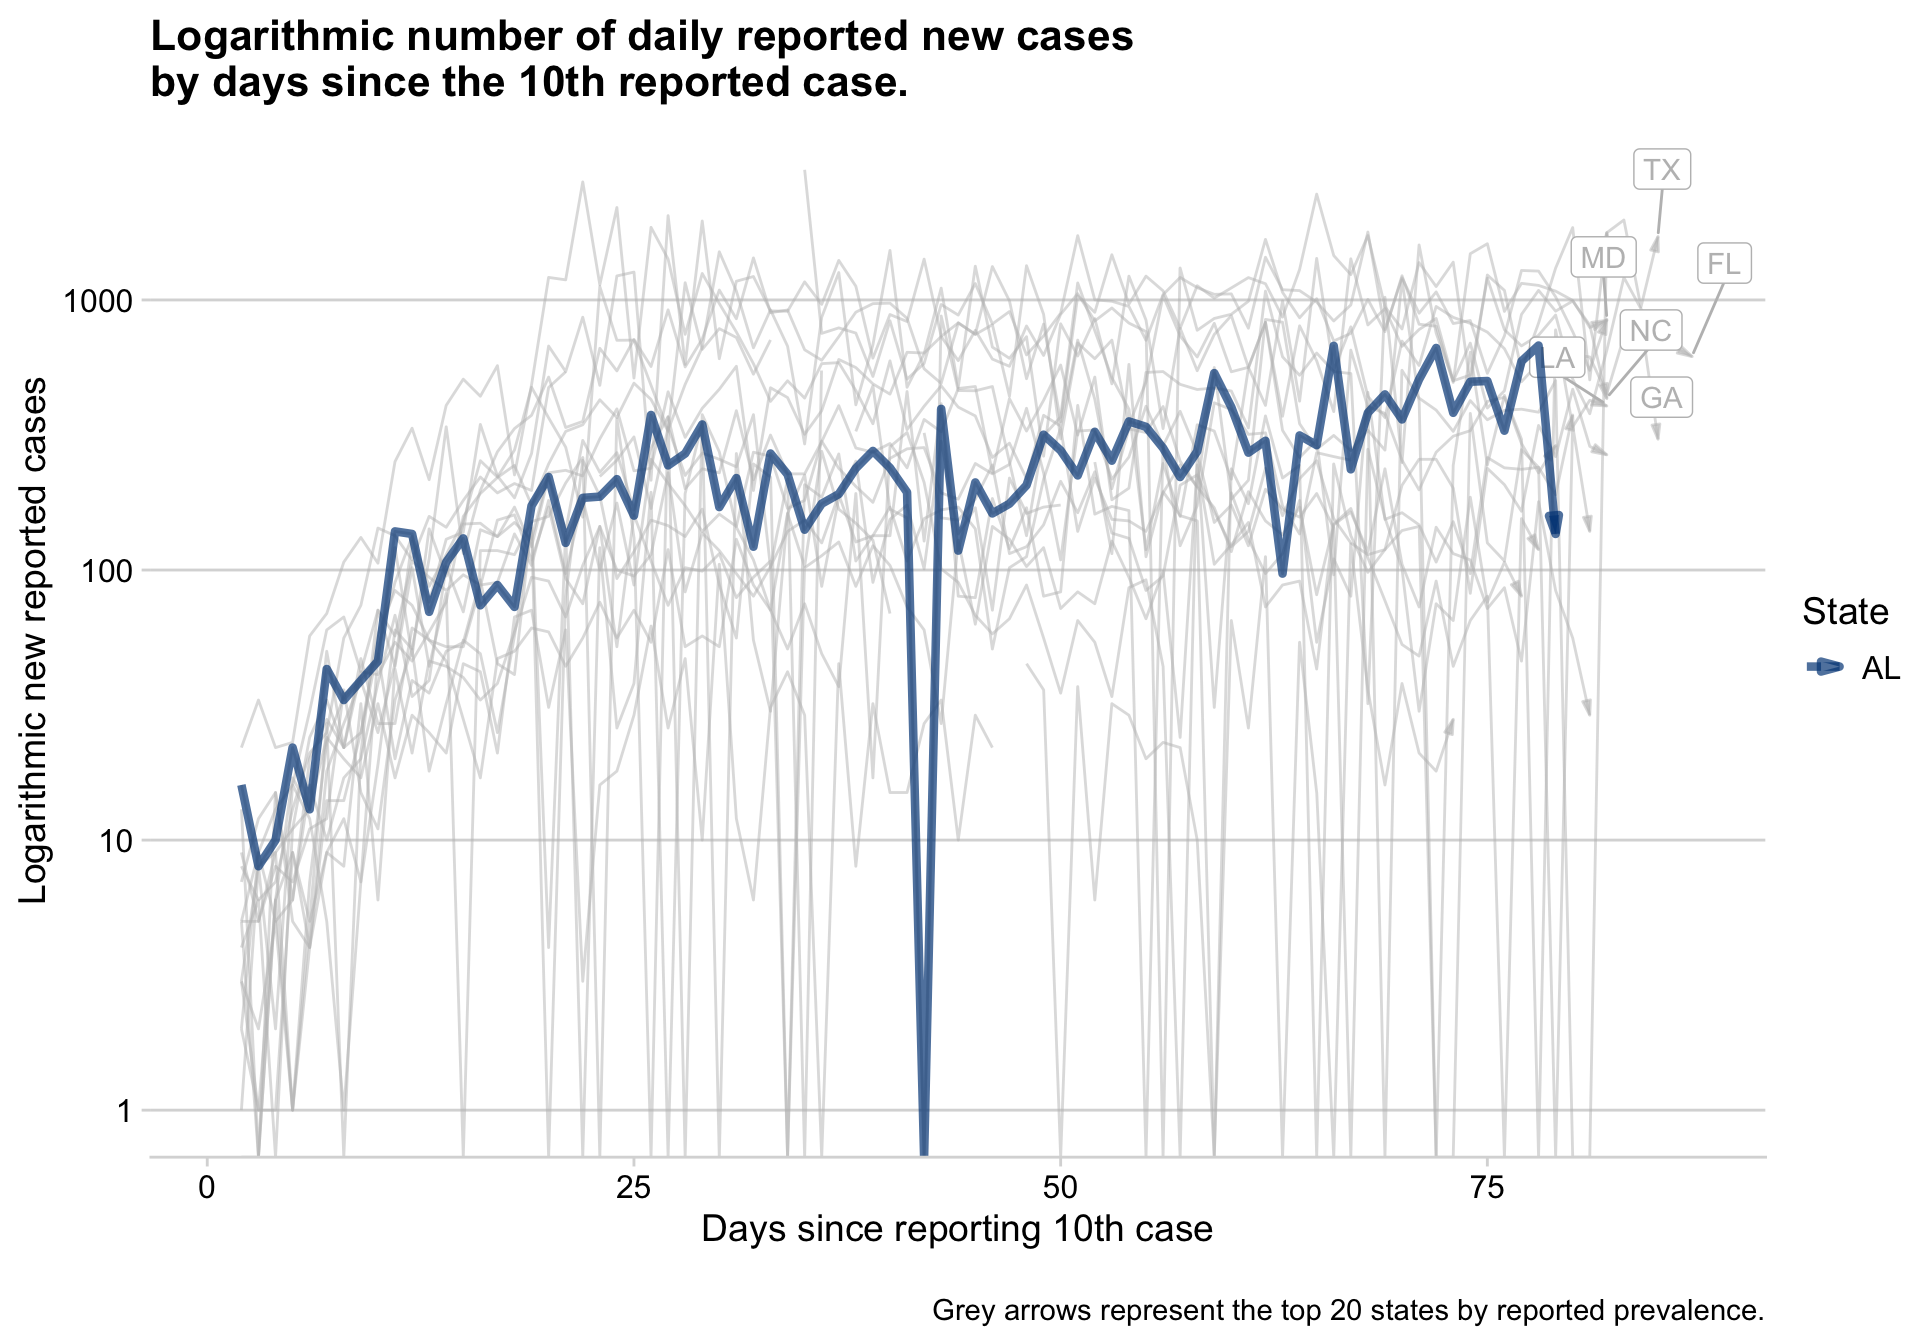 Logarithmic number of daily reported new cases
by days since the 10th reported case.
TX
MD
FL
NC
LA
GA
1000
100
10
1
Logarithmic new reported cases
0
25
50
75
Days since reporting 10th case
State
AL
Grey arrows represent the top 20 states by reported prevalence.